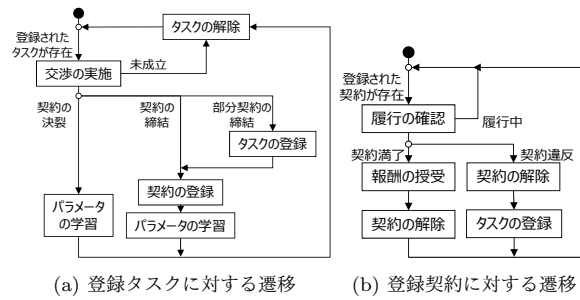 タスクの解除
登録された
タスクが存在
交渉の実施
未成立
契約の
決裂
契約の
締結
部分契約の
締結
タスクの登録
契約の登録
パラメータ
の学習
パラメータの学習
(a) 登録タスクに対する遷移
登録された
契約が存在
履行の確認
履行中
契約満了
契約違反
報酬の授受
契約の解除
契約の解除
タスクの登録
(b) 登録契約に対する遷移